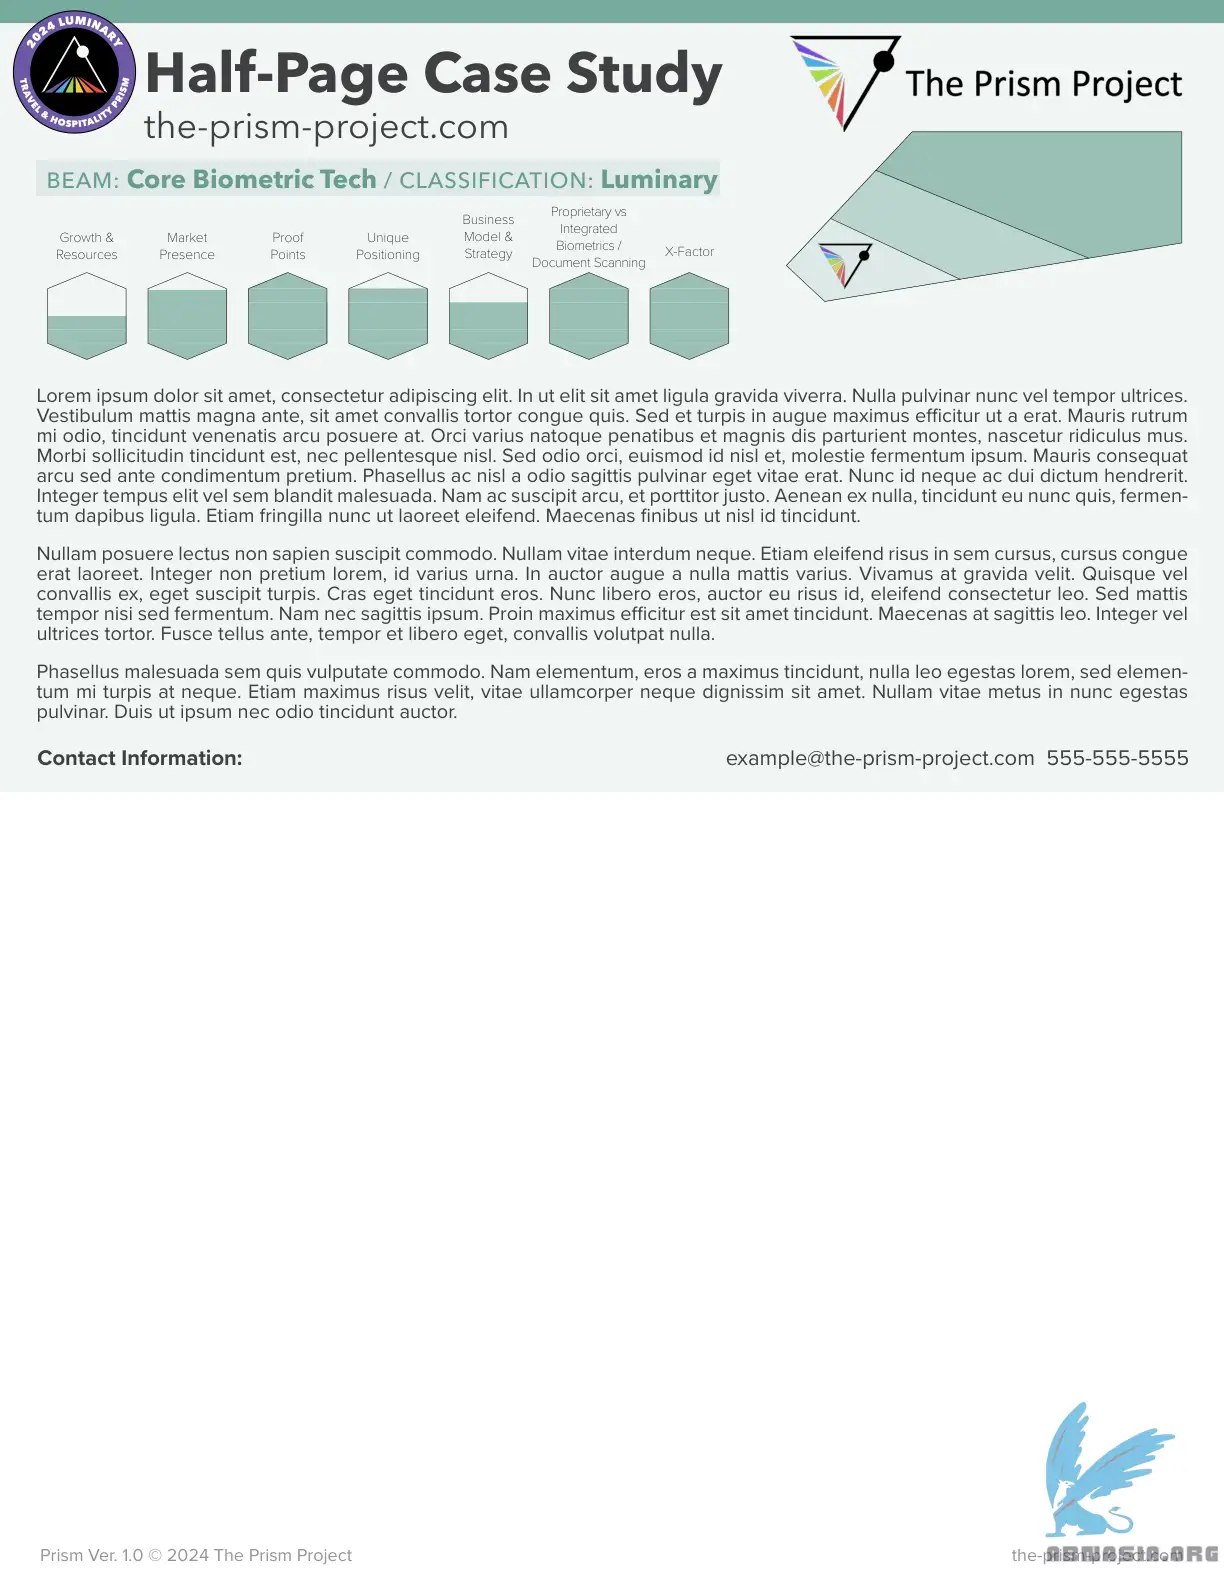 2024 LUMINARY
TRAVEL & HOSPITALITY PRISM
Half-Page Case Study
the-prism-project.com
The Prism Project
BEAM: Core Biometric Tech / CLASSIFICATION: Luminary
Growth &
Resources
Market
Presence
Proof
Points
Unique
Positioning
Business
Model &
Strategy
Proprietary vs
Integrated
Biometrics /
Document Scanning
X-Factor
Lorem ipsum dolor sit amet, consectetur adipiscing elit. In ut elit sit amet ligula gravida viverra. Nulla pulvinar nunc vel tempor ultrices.
Vestibulum mattis magna ante, sit amet convallis tortor congue quis. Sed et turpis in augue maximus efficitur ut a erat. Mauris rutrum
mi odio, tincidunt venenatis arcu posuere at. Orci varius natoque penatibus et magnis dis parturient montes, nascetur ridiculus mus.
Morbi sollicitudin tincidunt est, nec pellentesque nisl. Sed odio orci, euismod id nisl et, molestie fermentum ipsum. Mauris consequat
arcu sed ante condimentum pretium. Phasellus ac nisl a odio sagittis pulvinar eget vitae erat. Nunc id neque ac dui dictum hendrerit.
Integer tempus elit vel sem blandit malesuada. Nam ac suscipit arcu, et porttitor justo. Aenean ex nulla, tincidunt eu nunc quis, fermen-
tum dapibus ligula. Etiam fringilla nunc ut laoreet eleifend. Maecenas finibus ut nisl id tincidunt.
Nullam posuere lectus non sapien suscipit commodo. Nullam vitae interdum neque. Etiam eleifend risus in sem cursus, cursus congue
erat laoreet. Integer non pretium lorem, id varius urna. In auctor augue a nulla mattis varius. Vivamus at gravida velit. Quisque vel
convallis ex, eget suscipit turpis. Cras eget tincidunt eros. Nunc libero eros, auctor eu risus id, eleifend consectetur leo. Sed mattis
tempor nisi sed fermentum. Nam nec sagittis ipsum. Proin maximus efficitur est sit amet tincidunt. Maecenas at sagittis leo. Integer vel
ultrices tortor. Fusce tellus ante, tempor et libero eget, convallis volutpat nulla.
Phasellus malesuada sem quis vulputate commodo. Nam elementum, eros a maximus tincidunt, nulla leo egestas lorem, sed elemen-
tum mi turpis at neque. Etiam maximus risus velit, vitae ullamcorper neque dignissim sit amet. Nullam vitae metus in nunc egestas
pulvinar. Duis ut ipsum nec odio tincidunt auctor.
Contact Information: example@the-prism-project.com 555-555-5555
Prism Ver. 1.0 © 2024 The Prism Project
the-prism-project.com